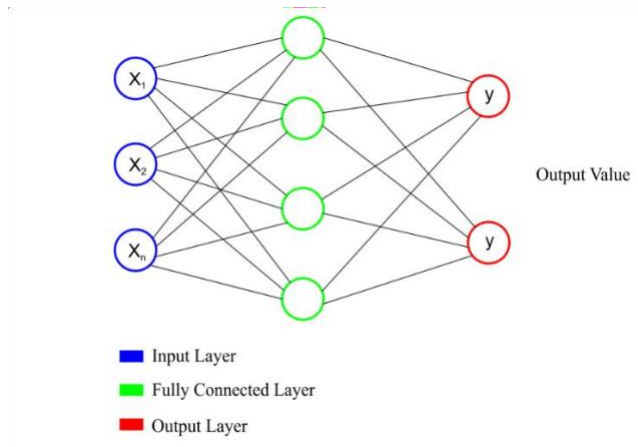 X₁
y
X₂
Output Value
Xₙ
y
Input Layer
Fully Connected Layer
Output Layer